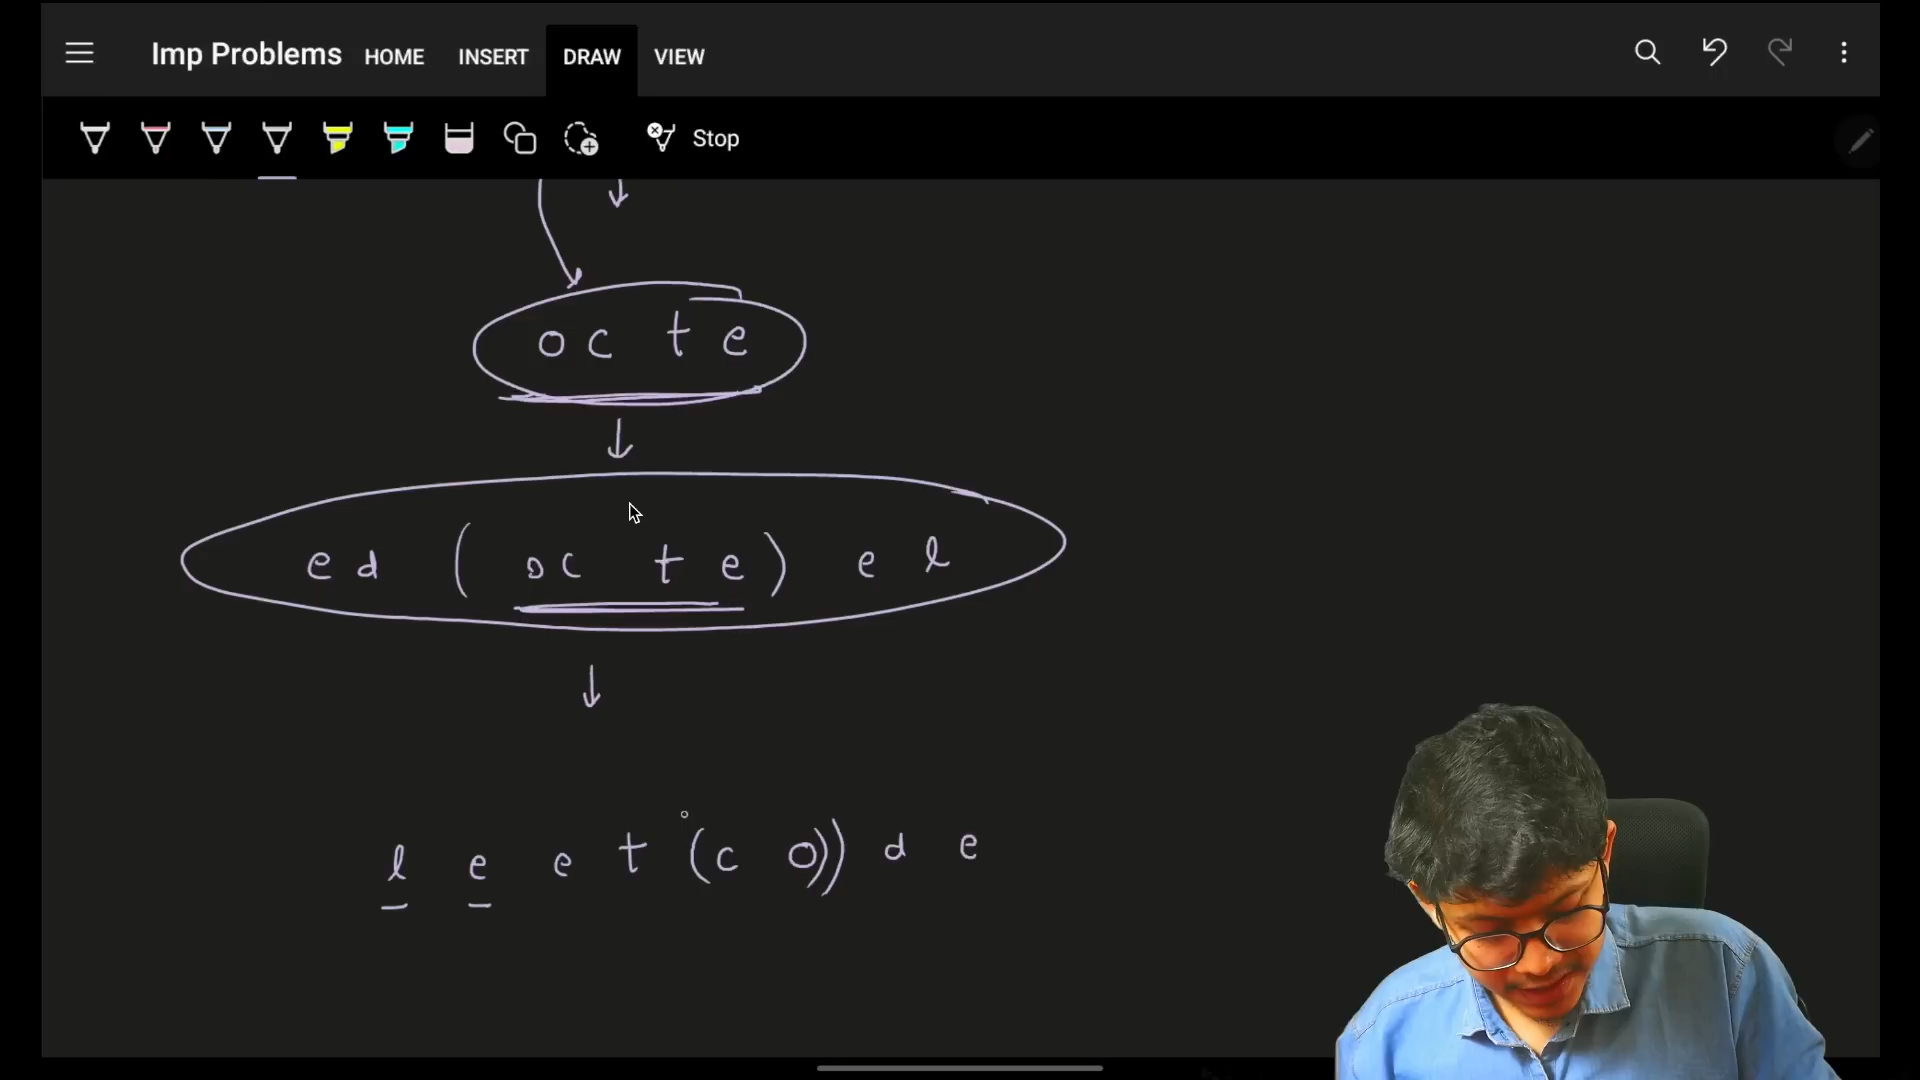 Imp Problems HOME INSERT DRAW VIEW
Stop
o c t e
e d ( o c t e ) e l
l e e t ( c o ) ) d e